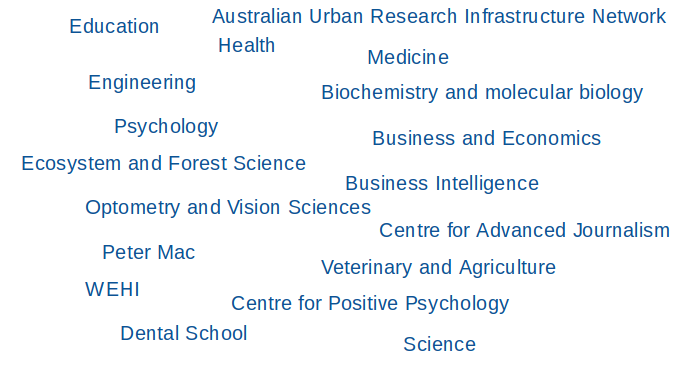 Australian Urban Research Infrastructure Network
Education
Health
Medicine
Engineering
Biochemistry and molecular biology
Psychology
Business and Economics
Ecosystem and Forest Science
Business Intelligence
Optometry and Vision Sciences
Centre for Advanced Journalism
Peter Mac
Veterinary and Agriculture
WEHI
Centre for Positive Psychology
Dental School
Science